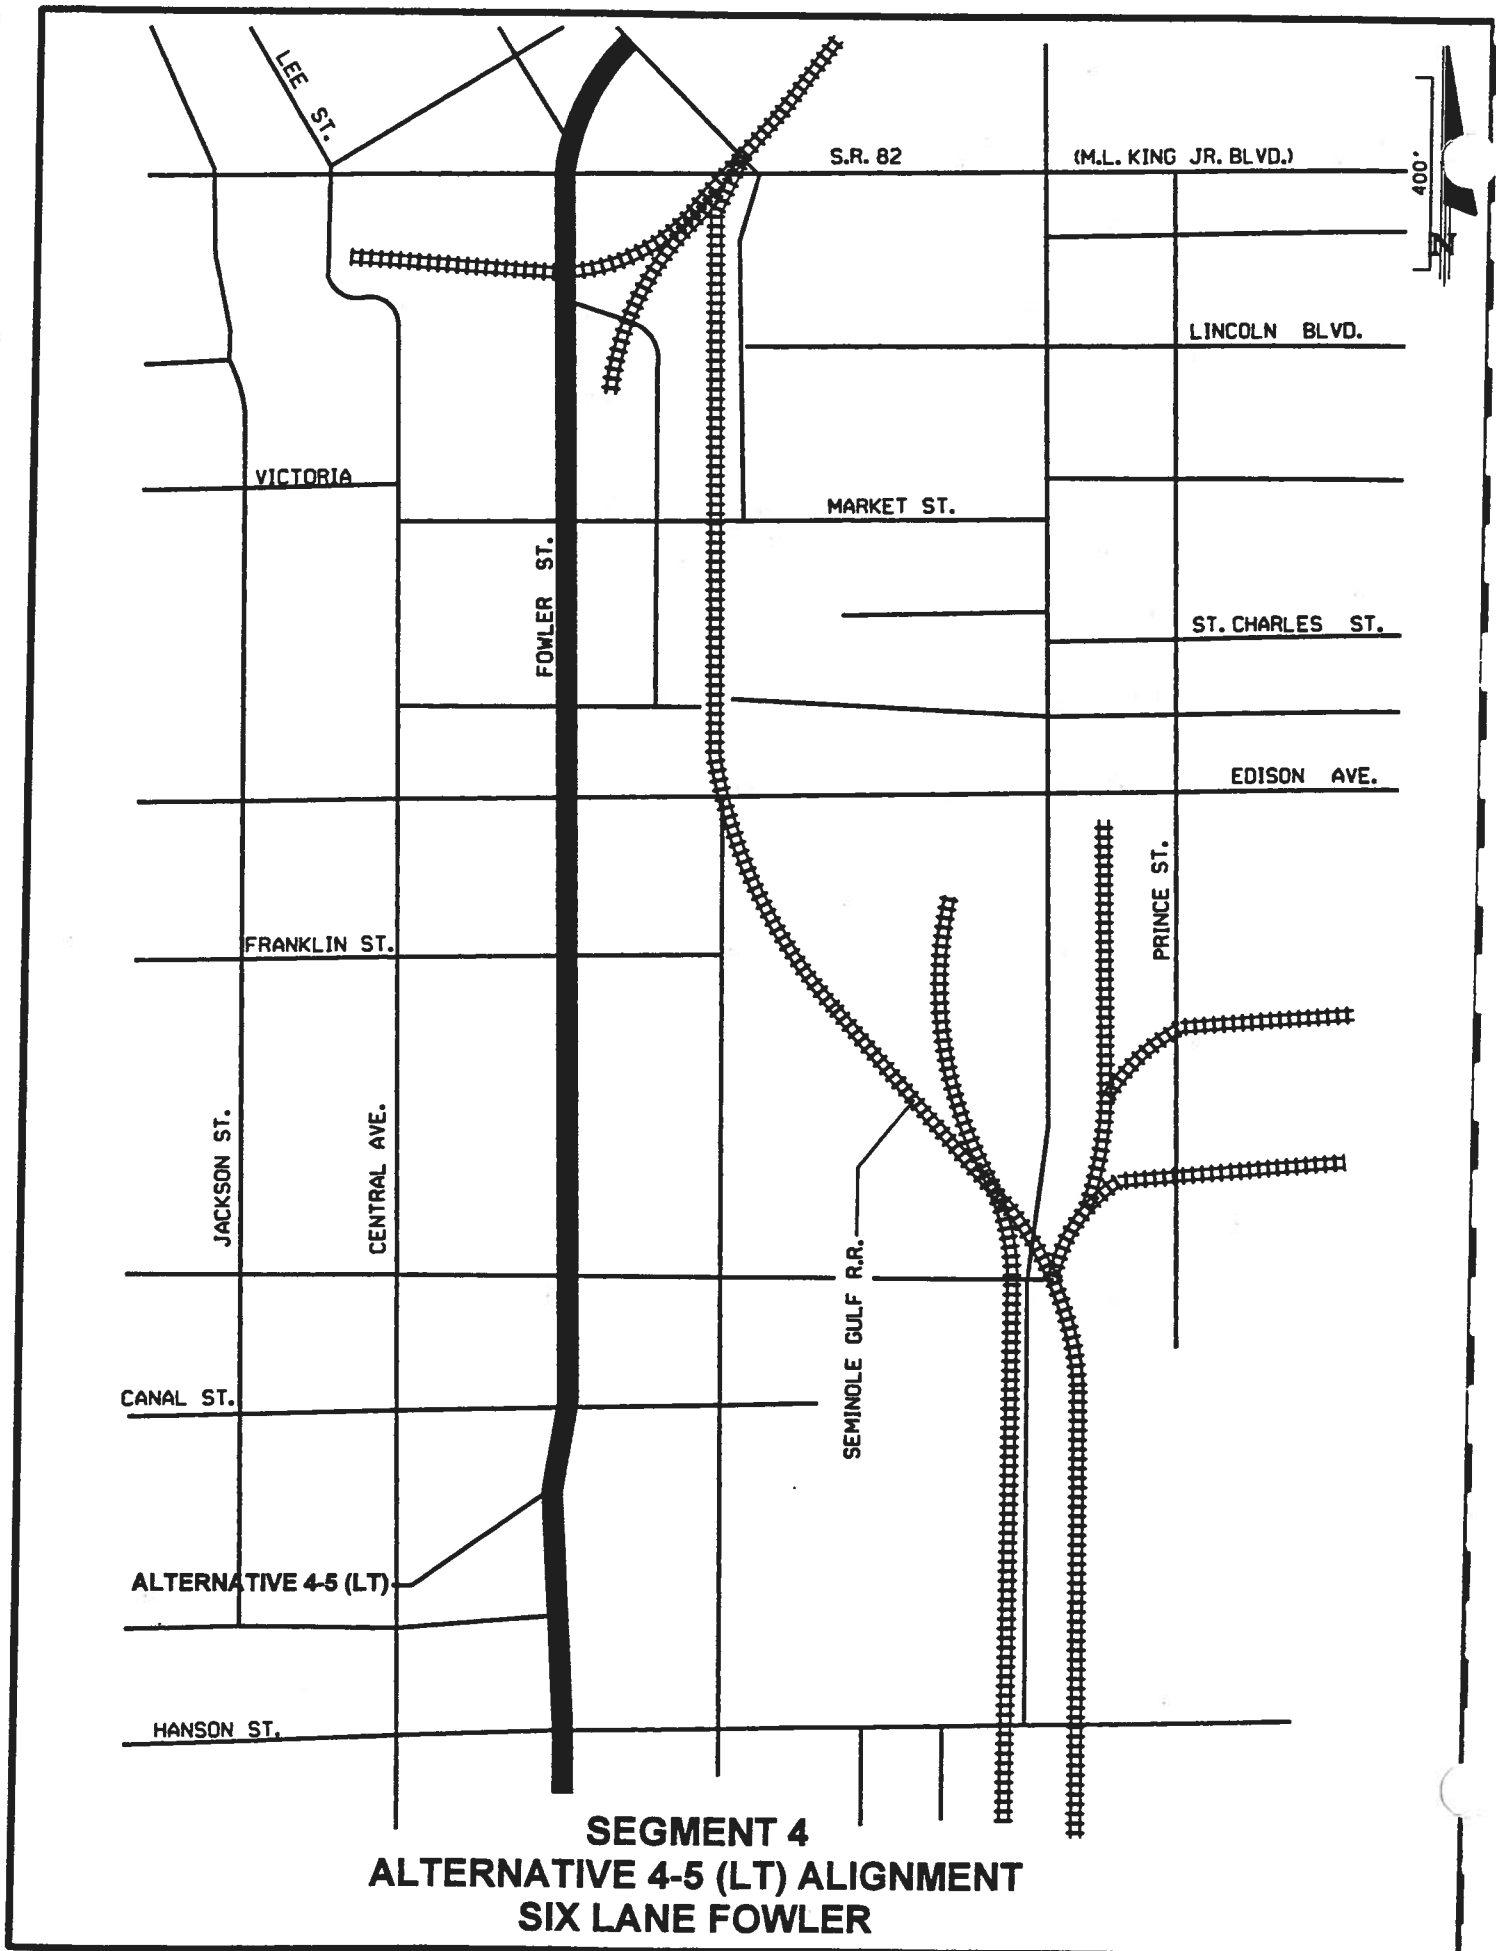 LEE ST.
S.R. 82
(M.L. KING JR. BLVD.)
400'
N
LINCOLN BLVD.
VICTORIA
MARKET ST.
FOWLER ST.
ST. CHARLES ST.
EDISON AVE.
PRINCE ST.
FRANKLIN ST.
JACKSON ST.
CENTRAL AVE.
SEMINOLE GULF R.R.
CANAL ST.
ALTERNATIVE 4-5 (LT)
HANSON ST.
SEGMENT 4
ALTERNATIVE 4-5 (LT) ALIGNMENT
SIX LANE FOWLER